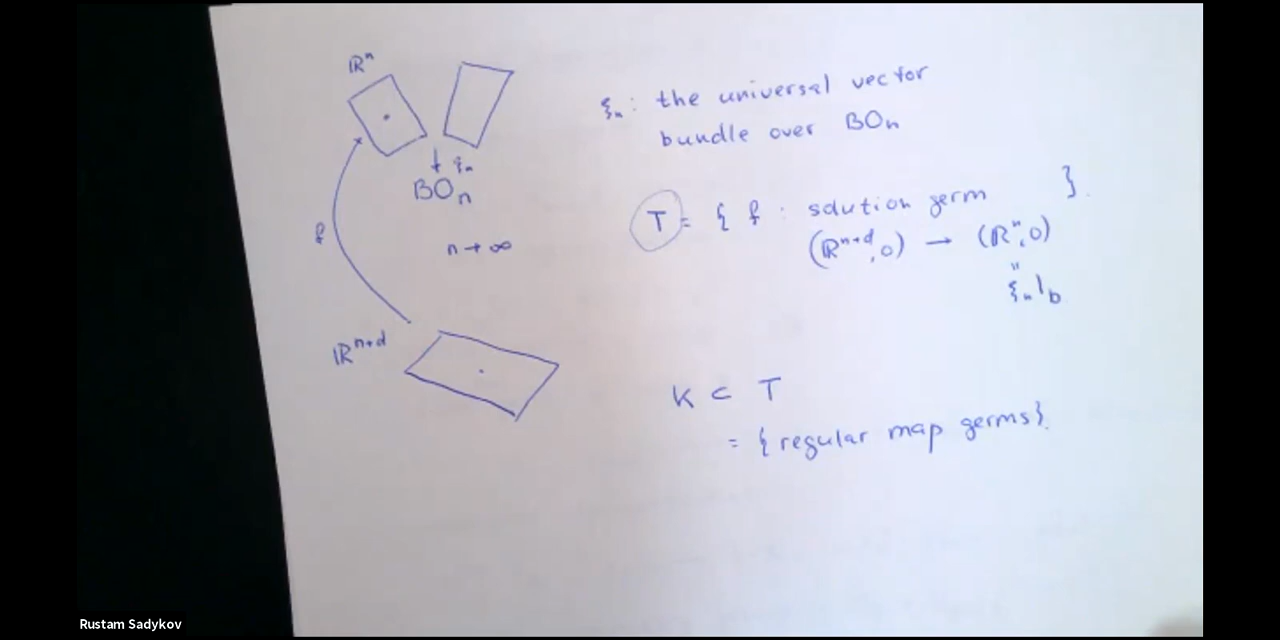 ℝⁿ
ξₙ: the universal vector
bundle over BOₙ
↓ ξₙ
BOₙ
T = { f : solution germ }.
(ℝⁿ⁺ᵈ, 0) → (ℝⁿ, 0)
f
n → ∞
"
ξₙ|b
ℝⁿ⁺ᵈ
K ⊂ T
= {regular map germs}.
Rustam Sadykov